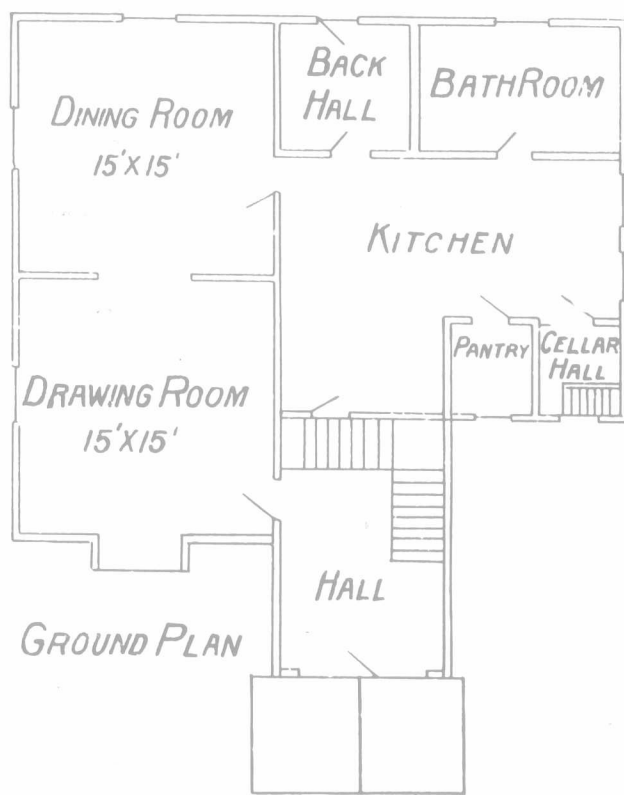 BACK
HALL
BATHROOM
DINING ROOM
15'X15'
KITCHEN
PANTRY
CELLAR
HALL
DRAWING ROOM
15'X15'
HALL
GROUND PLAN